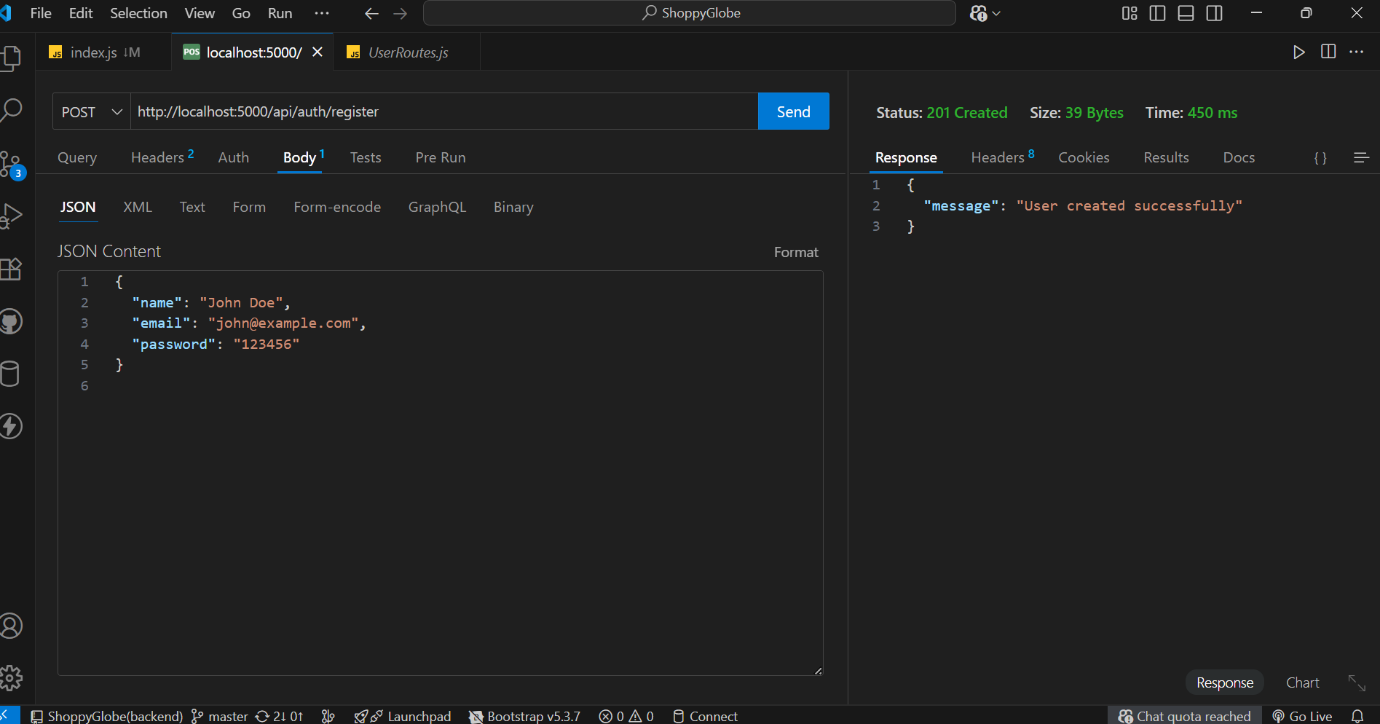 File Edit Selection View Go Run ··· ShoppyGlobe
JS index.js ↓M POS localhost:5000/ JS UserRoutes.js
POST http://localhost:5000/api/auth/register Send
Status: 201 Created Size: 39 Bytes Time: 450 ms
Query Headers 2 Auth Body 1 Tests Pre Run
Response Headers 8 Cookies Results Docs { }
JSON XML Text Form Form-encode GraphQL Binary
JSON Content Format
1 {
2 "name": "John Doe",
3 "email": "john@example.com",
4 "password": "123456"
5 }
6
1 {
2 "message": "User created successfully"
3 }
3
Response Chart
ShoppyGlobe(backend) master 2↓ 0↑ Launchpad Bootstrap v5.3.7 0 0 Connect Chat quota reached Go Live